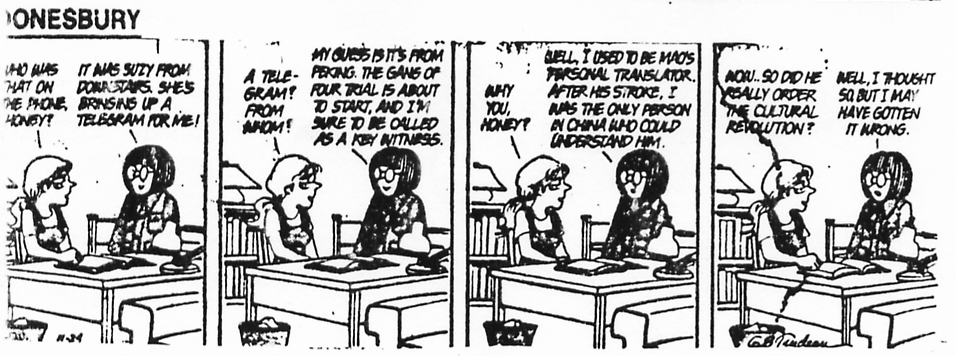 ONESBURY
WHO WAS
THAT ON
THE PHONE,
HONEY?
IT WAS SUZY FROM
DOWNSTAIRS. SHE'S
BRINGING UP A
TELEGRAM FOR ME!
11-29
A TELE-
GRAM?
FROM
WHOM?
MY GUESS IS IT'S FROM
PEKING. THE GANG OF
FOUR TRIAL IS ABOUT
TO START, AND I'M
SURE TO BE CALLED
AS A KEY WITNESS.
WHY
YOU,
HONEY?
WELL, I USED TO BE MAO'S
PERSONAL TRANSLATOR.
AFTER HIS STROKE, I
WAS THE ONLY PERSON
IN CHINA WHO COULD
UNDERSTAND HIM.
WOW.. SO DID HE
REALLY ORDER
THE CULTURAL
REVOLUTION?
WELL, I THOUGHT
SO, BUT I MAY
HAVE GOTTEN
IT WRONG.
GB Trudeau